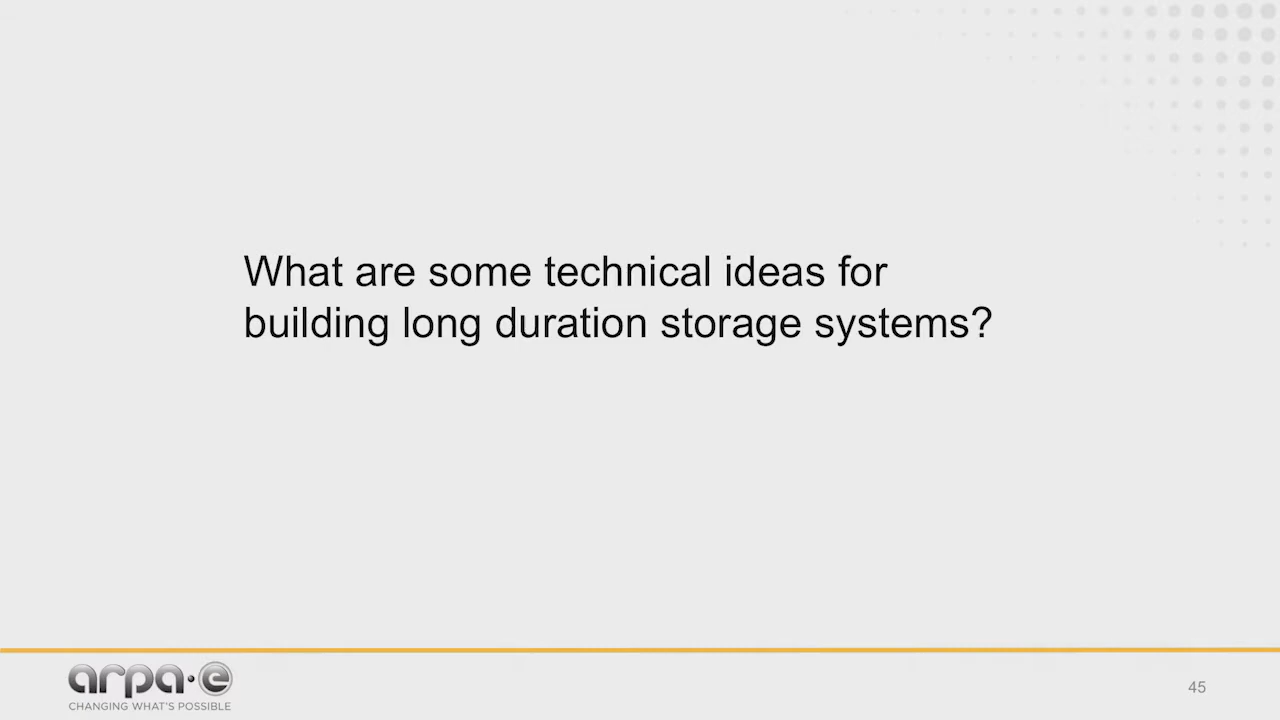 What are some technical ideas for
building long duration storage systems?
arpa·e
CHANGING WHAT'S POSSIBLE
45